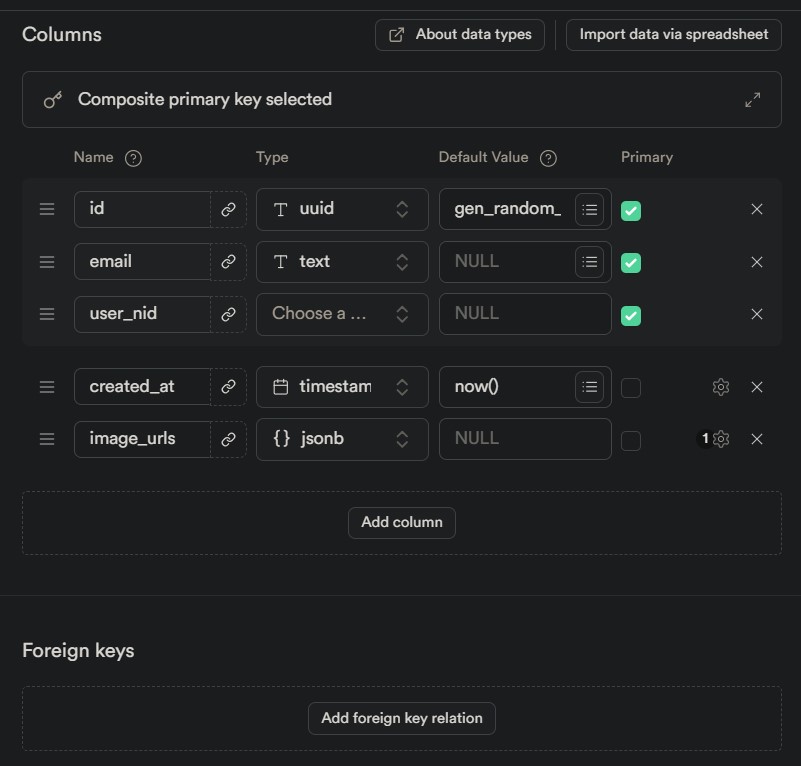 Columns
About data types
Import data via spreadsheet
Composite primary key selected
Name Type Default Value Primary
id uuid gen_random_
email text NULL
user_nid Choose a ... NULL
created_at timestam now()
image_urls {} jsonb NULL 1
Add column
Foreign keys
Add foreign key relation